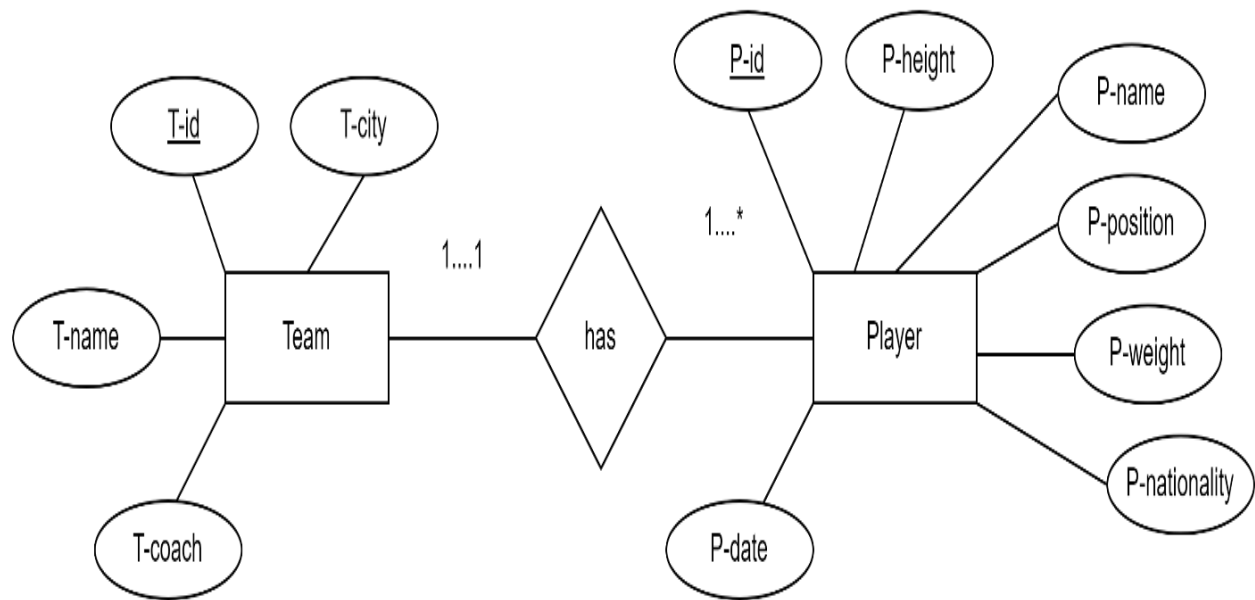 P-id
P-height
P-name
T-id
T-city
P-position
1....1
1....*
T-name
Team
has
Player
P-weight
P-nationality
T-coach
P-date